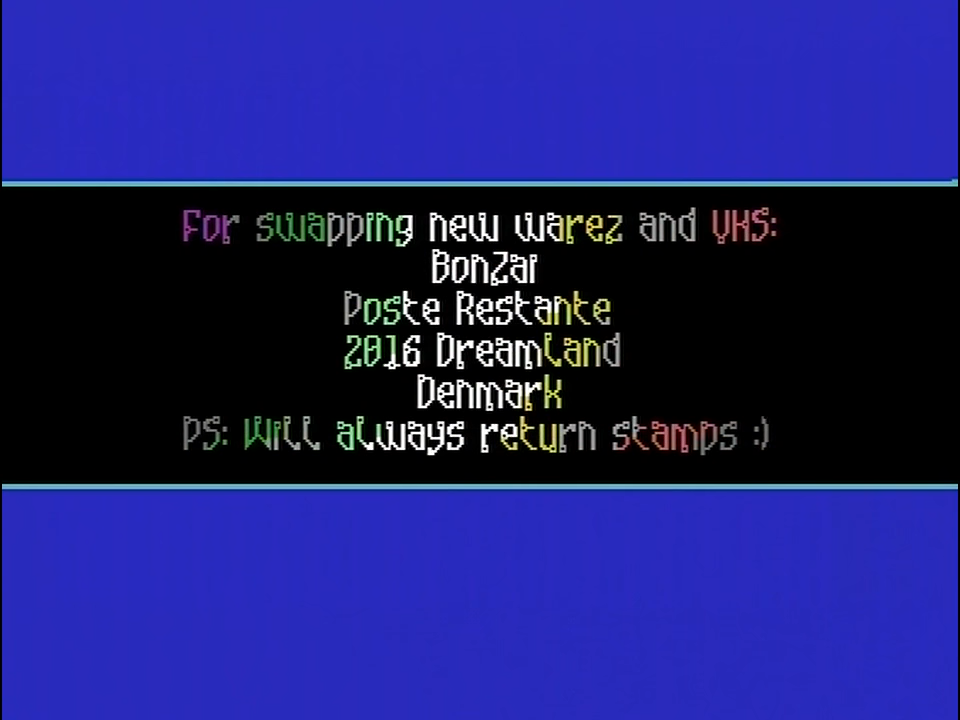 For swapping new warez and VHS:
BonZai
Poste Restante
2016 Dreamland
Denmark
PS: Will always return stamps :)